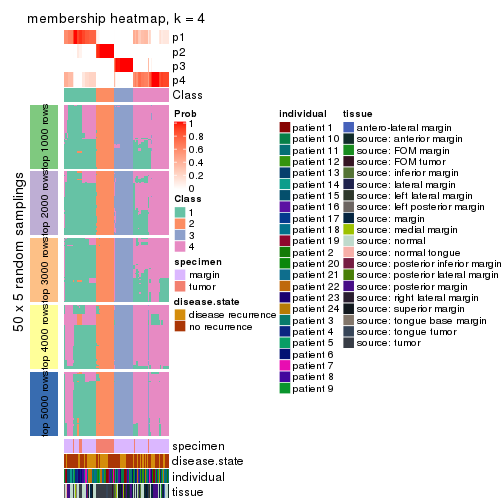 membership heatmap, k = 4
p1
p2
p3
p4
Class
50 x 5 random samplings
top 1000 rows
top 2000 rows
top 3000 rows
top 4000 rows
top 5000 rows
specimen
disease.state
individual
tissue
Prob
1
0.8
0.6
0.4
0.2
0
Class
1
2
3
4
specimen
margin
tumor
disease.state
disease recurrence
no recurrence
individual
patient 1
patient 10
patient 11
patient 12
patient 13
patient 14
patient 15
patient 16
patient 17
patient 18
patient 19
patient 2
patient 20
patient 21
patient 22
patient 23
patient 24
patient 3
patient 4
patient 5
patient 6
patient 7
patient 8
patient 9
tissue
antero-lateral margin
source: anterior margin
source: FOM margin
source: FOM tumor
source: inferior margin
source: lateral margin
source: left lateral margin
source: left posterior margin
source: margin
source: medial margin
source: normal
source: normal tongue
source: posterior inferior margin
source: posterior lateral margin
source: posterior margin
source: right lateral margin
source: superior margin
source: tongue base margin
source: tongue tumor
source: tumor